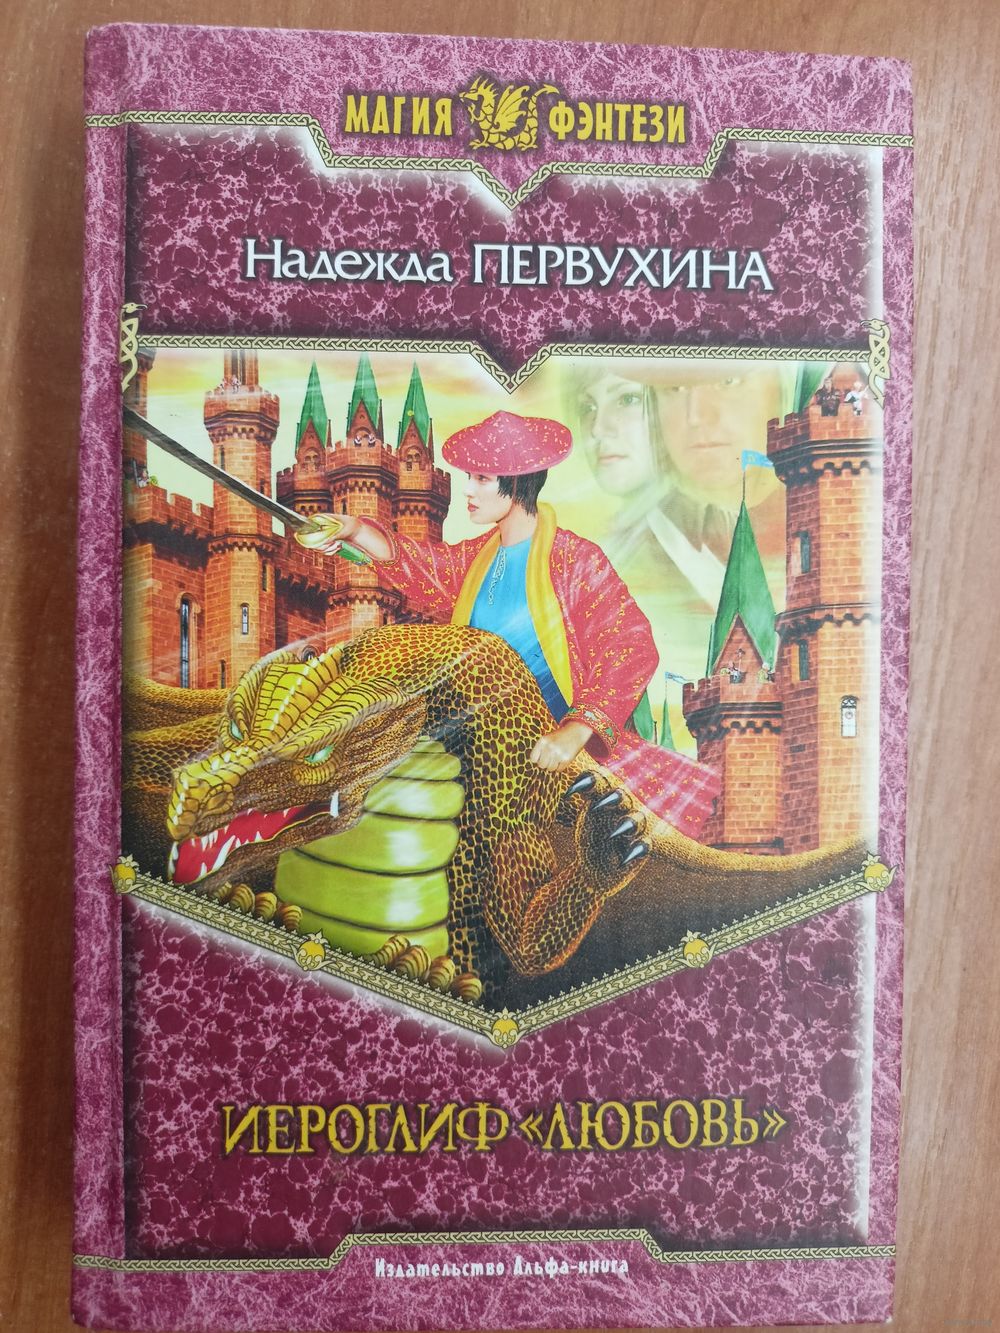 МАГИЯ ФЭНТЕЗИ
Надежда ПЕРВУХИНА
ИЕРОГЛИФ «ЛЮБОВЬ»
Издательство Альфа-книга